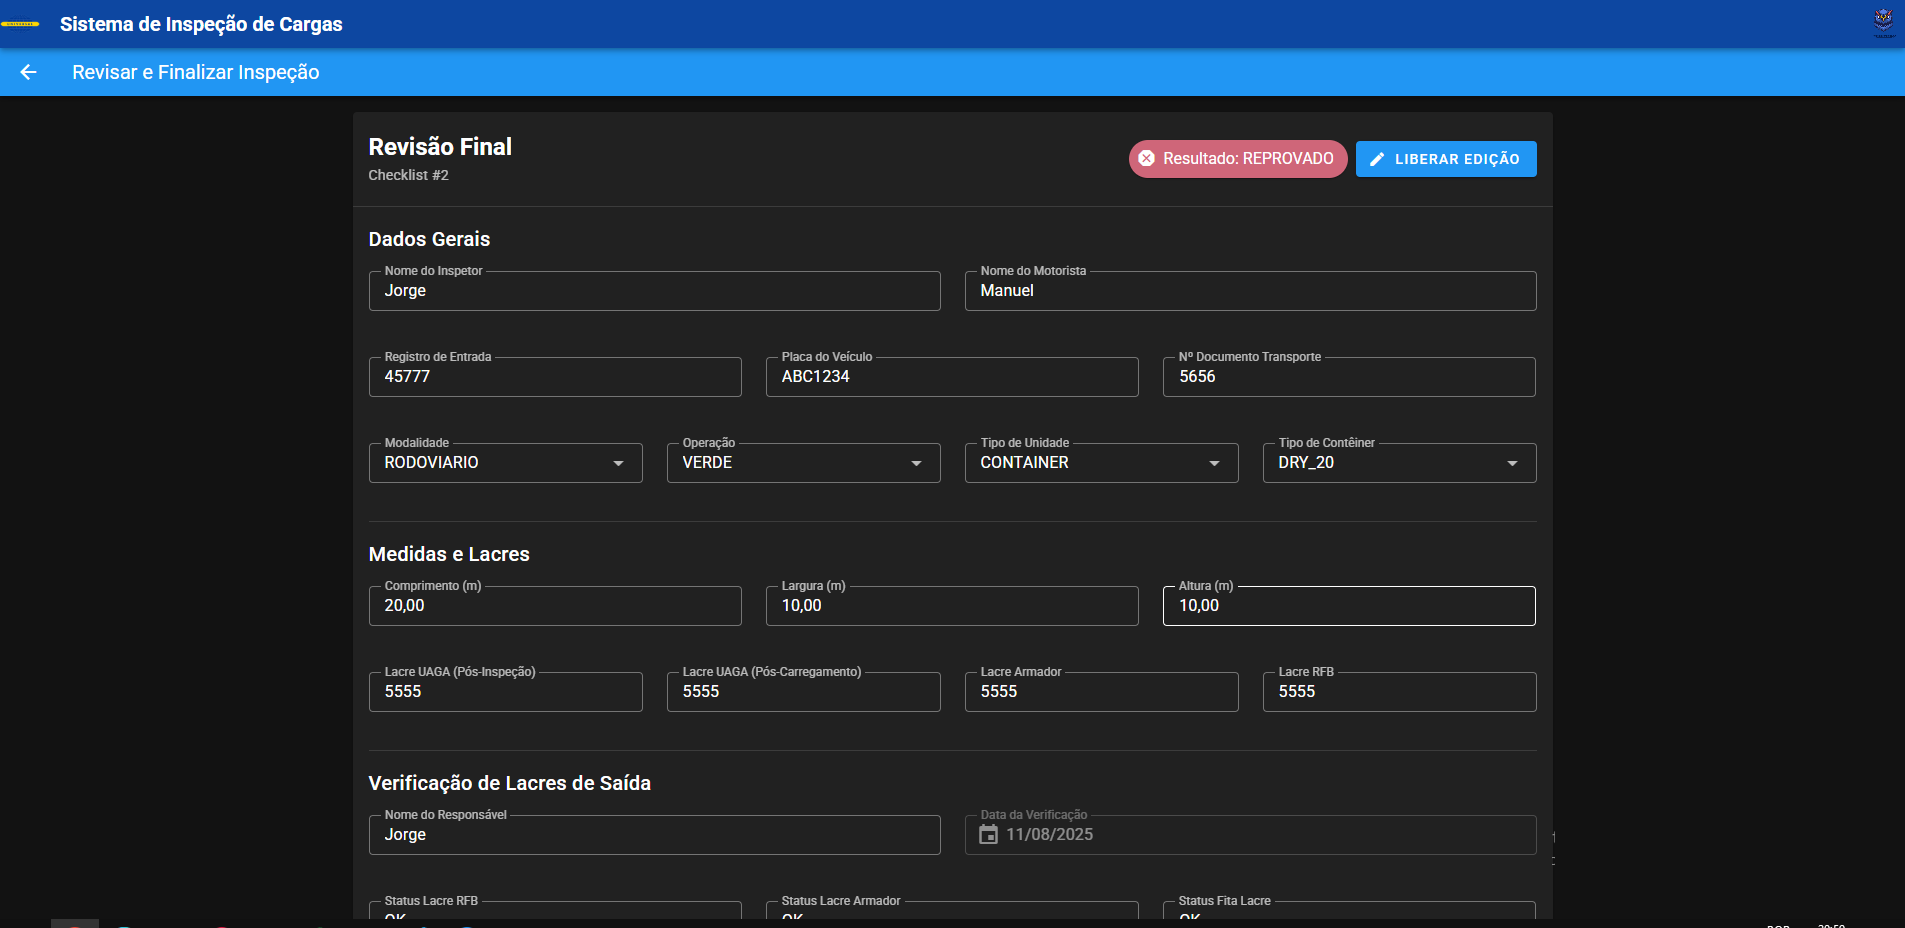 UNIVERSAL
Sistema de Inspeção de Cargas
Revisar e Finalizar Inspeção
Revisão Final
Checklist #2
Resultado: REPROVADO
LIBERAR EDIÇÃO
Dados Gerais
Nome do Inspetor
Jorge
Nome do Motorista
Manuel
Registro de Entrada
45777
Placa do Veículo
ABC1234
Nº Documento Transporte
5656
Modalidade
RODOVIARIO
Operação
VERDE
Tipo de Unidade
CONTAINER
Tipo de Contêiner
DRY_20
Medidas e Lacres
Comprimento (m)
20,00
Largura (m)
10,00
Altura (m)
10,00
Lacre UAGA (Pós-Inspeção)
5555
Lacre UAGA (Pós-Carregamento)
5555
Lacre Armador
5555
Lacre RFB
5555
Verificação de Lacres de Saída
Nome do Responsável
Jorge
Data da Verificação
11/08/2025
Status Lacre RFB
OK
Status Lacre Armador
OK
Status Fita Lacre
OK